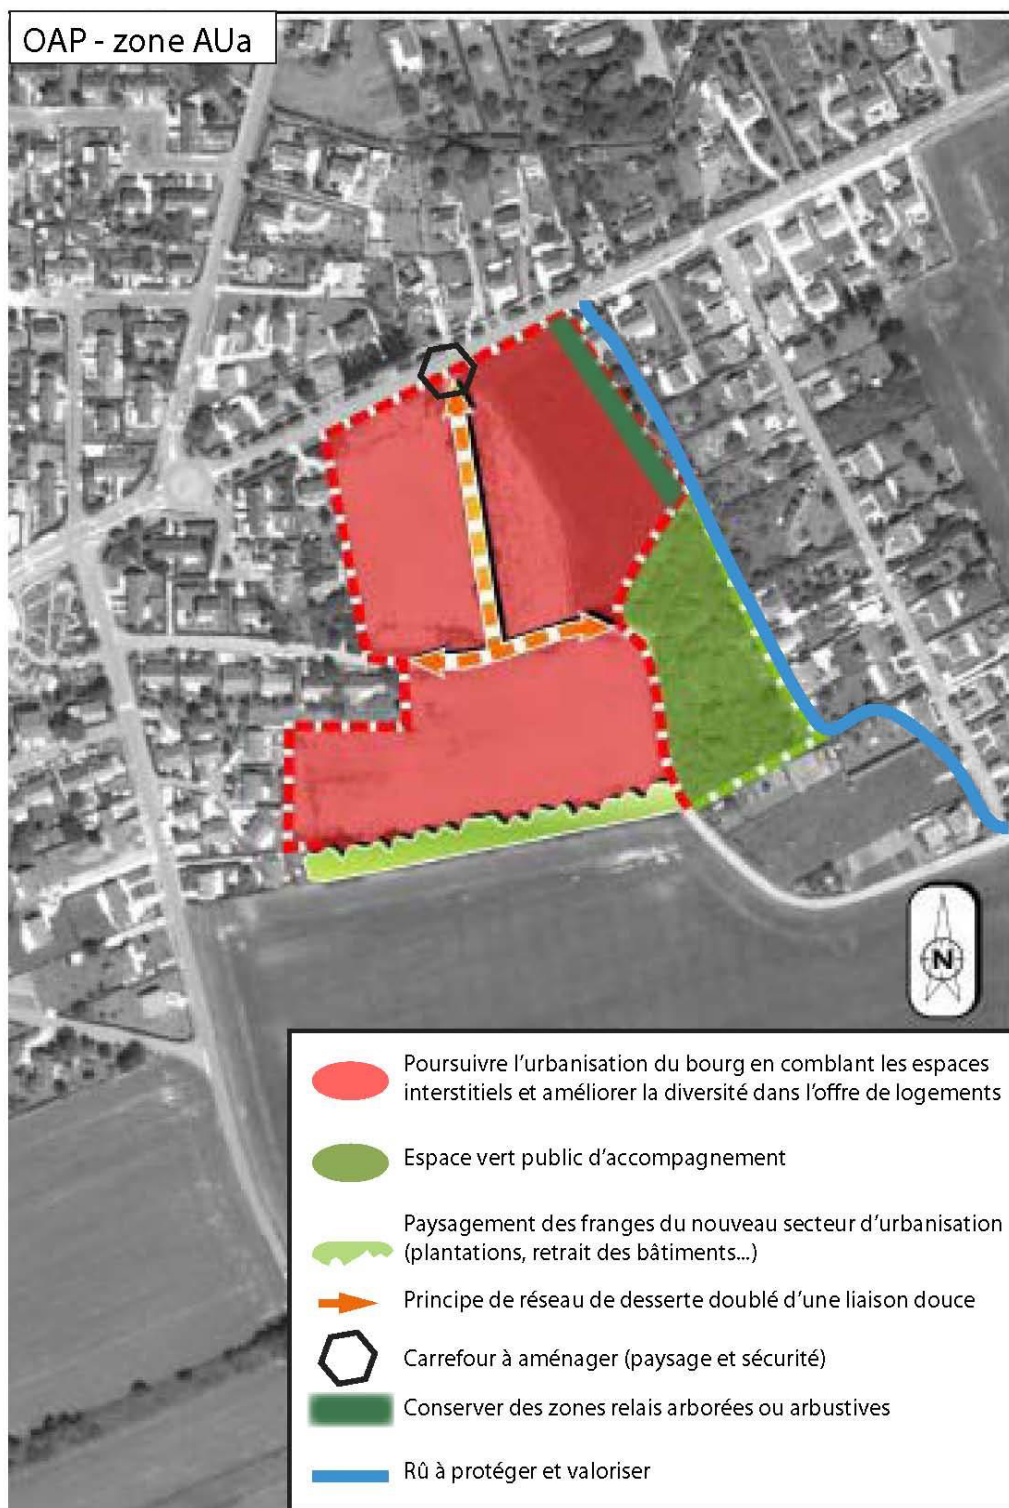 OAP - zone AUa
N
Poursuivre l'urbanisation du bourg en comblant les espaces
interstitiels et améliorer la diversité dans l'offre de logements
Espace vert public d'accompagnement
Paysagement des franges du nouveau secteur d'urbanisation
(plantations, retrait des bâtiments...)
Principe de réseau de desserte doublé d'une liaison douce
Carrefour à aménager (paysage et sécurité)
Conserver des zones relais arborées ou arbustives
Rû à protéger et valoriser